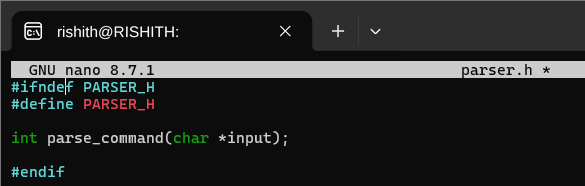 rishith@RISHITH:
GNU nano 8.7.1 parser.h *
#ifndef PARSER_H
#define PARSER_H
int parse_command(char *input);
#endif